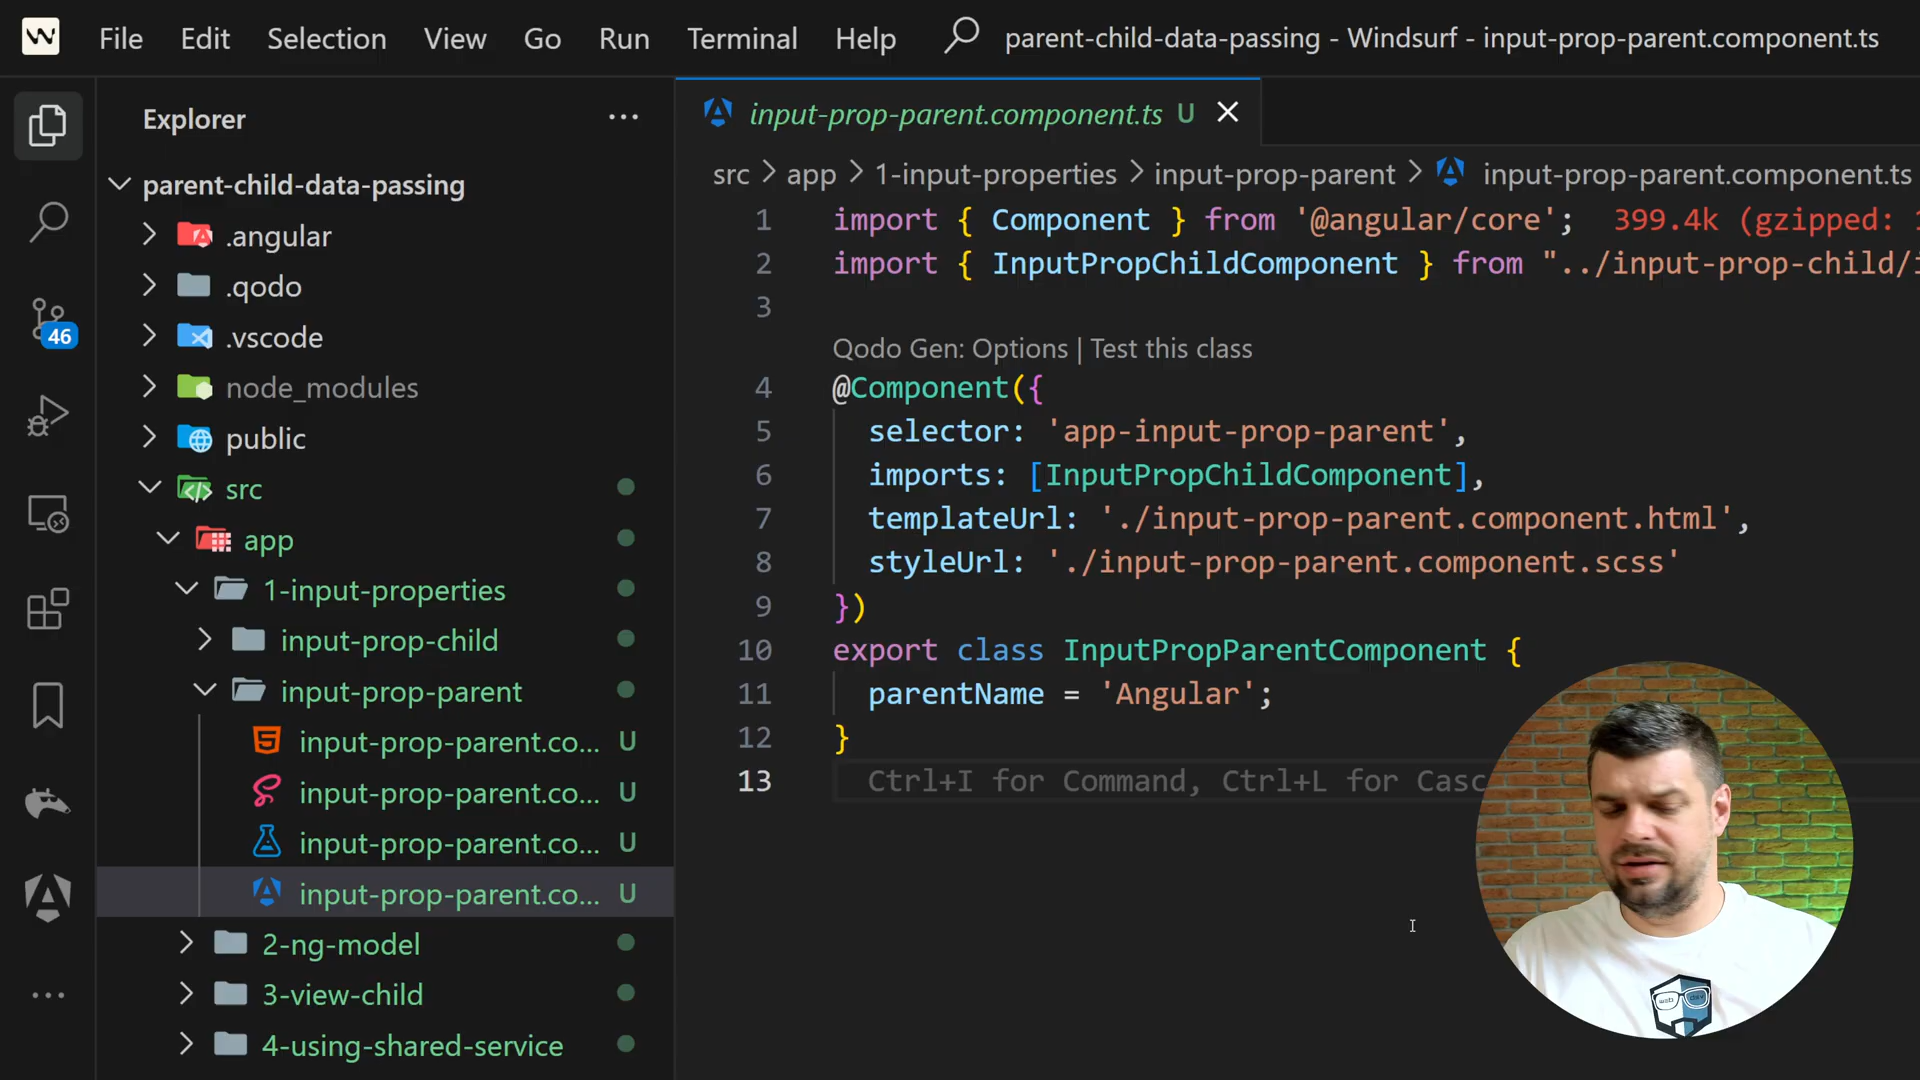 File Edit Selection View Go Run Terminal Help parent-child-data-passing - Windsurf - input-prop-parent.component.ts
Explorer
parent-child-data-passing
.angular
.qodo
.vscode
node_modules
public
src
app
1-input-properties
input-prop-child
input-prop-parent
input-prop-parent.co... U
input-prop-parent.co... U
input-prop-parent.co... U
input-prop-parent.co... U
2-ng-model
3-view-child
4-using-shared-service
46
input-prop-parent.component.ts U
src > app > 1-input-properties > input-prop-parent > input-prop-parent.component.ts
1 import { Component } from '@angular/core'; 399.4k (gzipped:
2 import { InputPropChildComponent } from "../input-prop-child/i
3
Qodo Gen: Options | Test this class
4 @Component({
5 selector: 'app-input-prop-parent',
6 imports: [InputPropChildComponent],
7 templateUrl: './input-prop-parent.component.html',
8 styleUrl: './input-prop-parent.component.scss'
9 })
10 export class InputPropParentComponent {
11 parentName = 'Angular';
12 }
13 Ctrl+I for Command, Ctrl+L for Casc